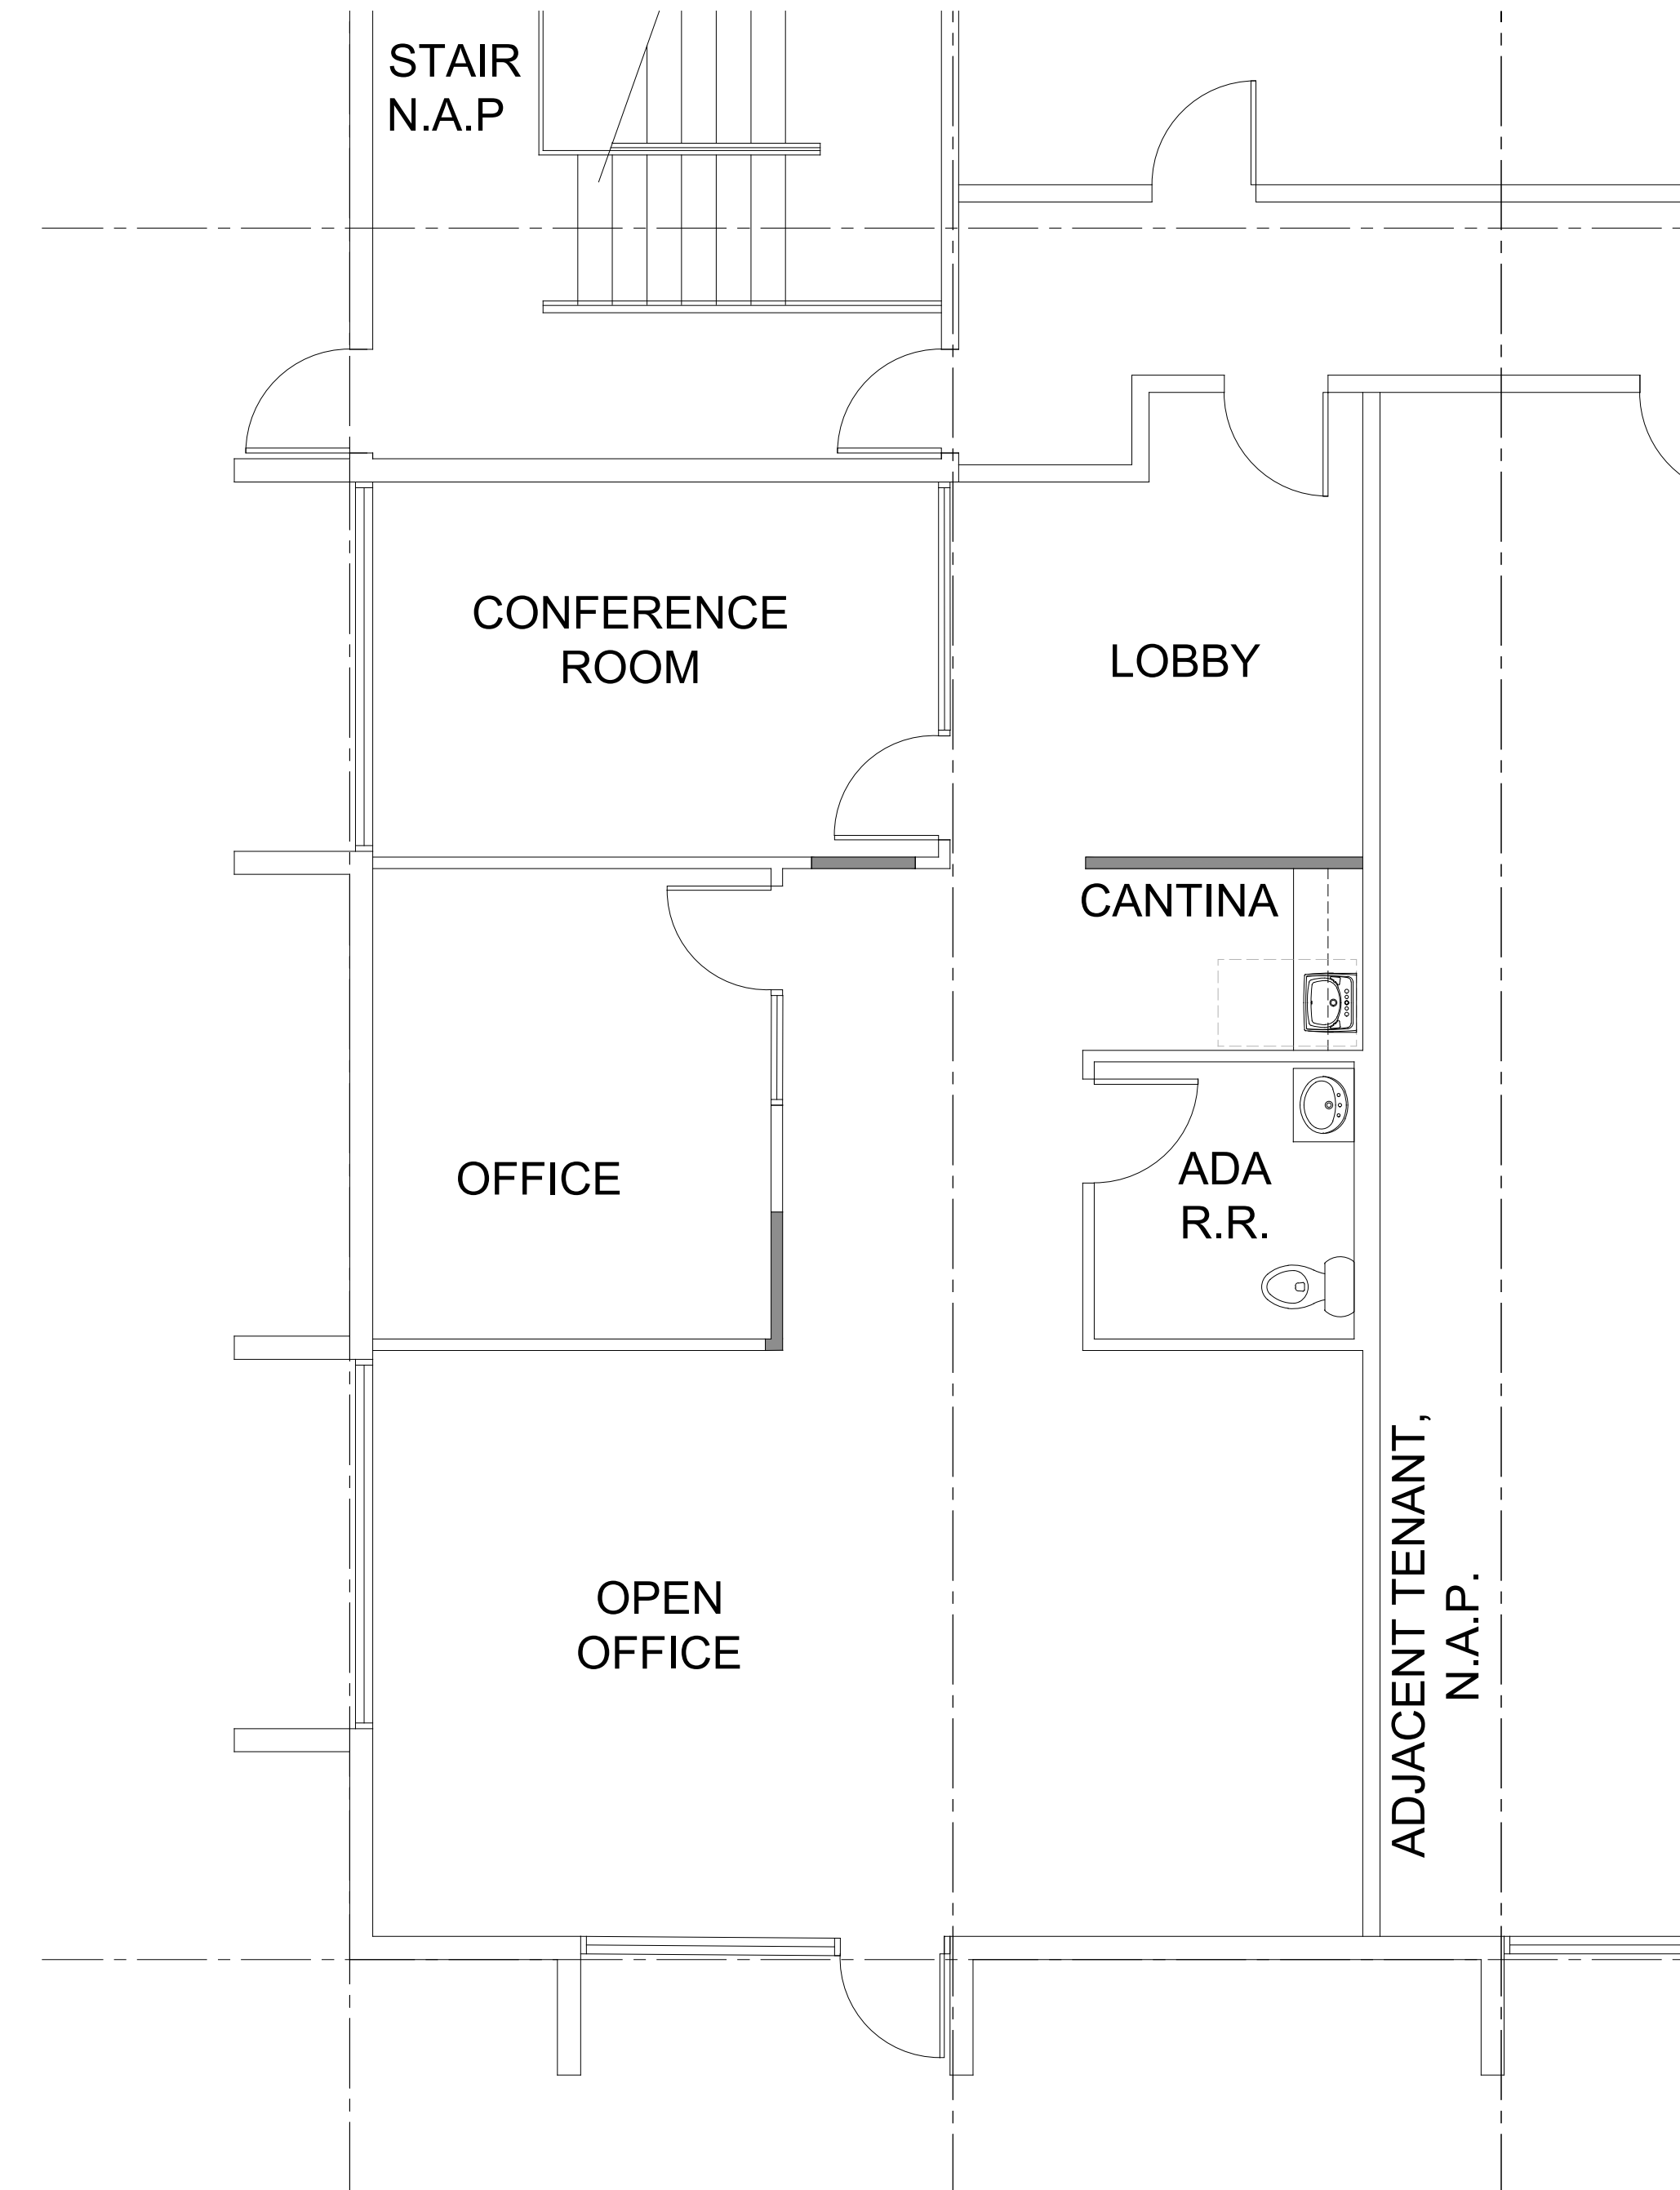 STAIR
N.A.P
CONFERENCE
ROOM
LOBBY
CANTINA
OFFICE
ADA
R.R.
OPEN
OFFICE
ADJACENT TENANT,
N.A.P.